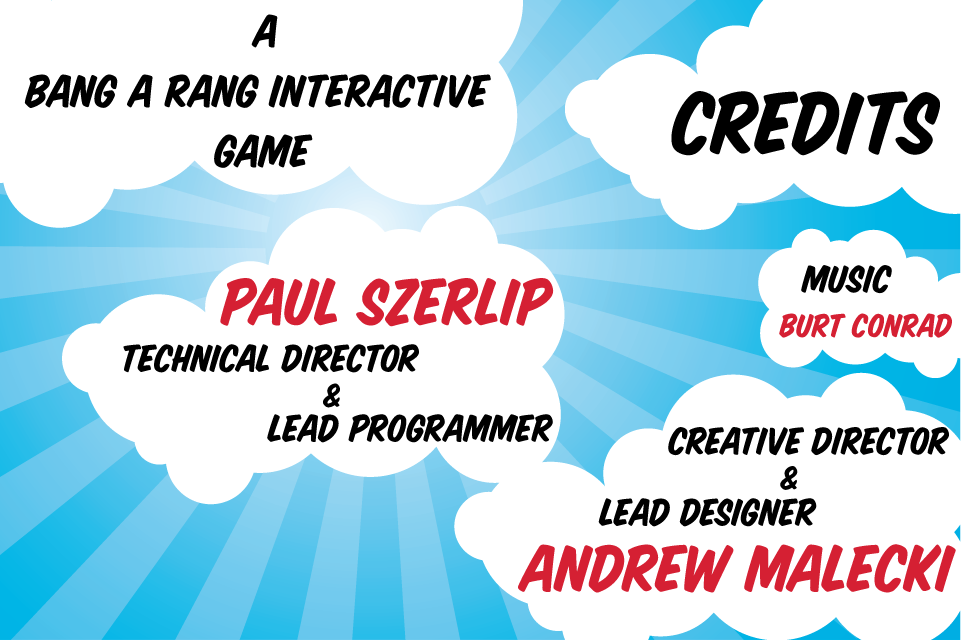 A
BANG A RANG INTERACTIVE
GAME
CREDITS
PAUL SZERLIP
TECHNICAL DIRECTOR
&
LEAD PROGRAMMER
MUSIC
BURT CONRAD
CREATIVE DIRECTOR
&
LEAD DESIGNER
ANDREW MALECKI